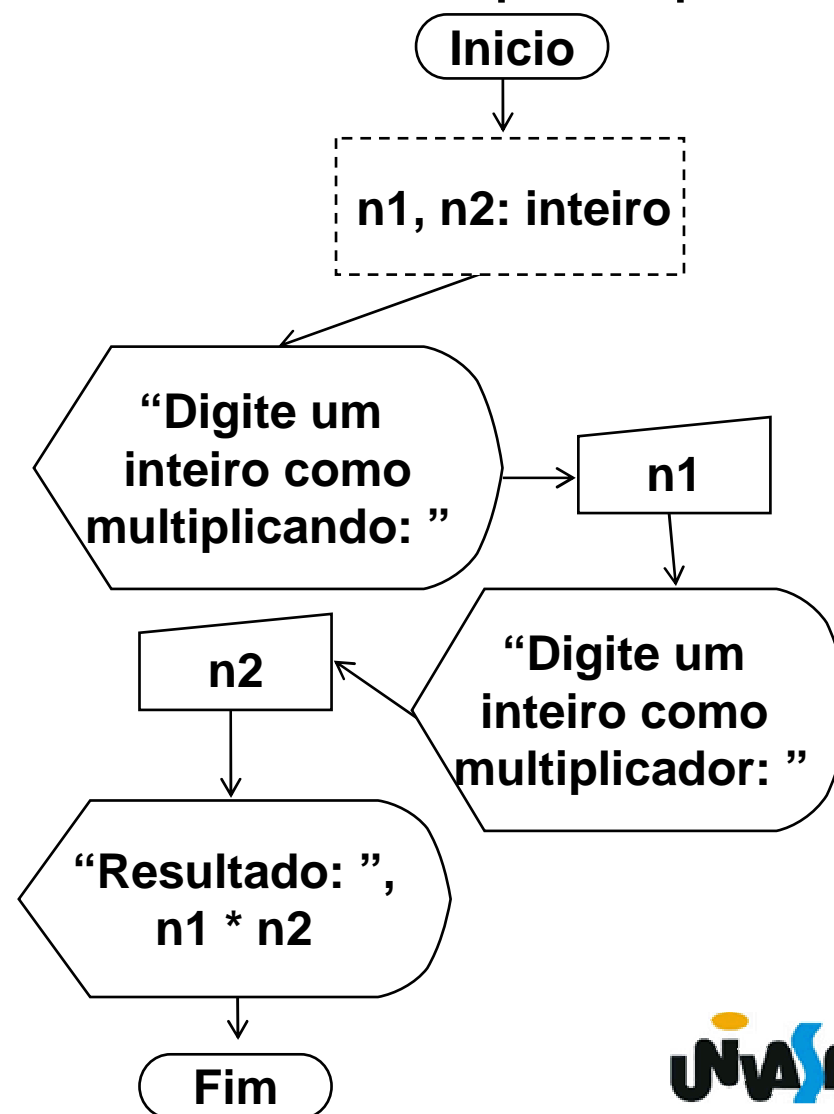 Inicio
n1, n2: inteiro
“Digite um
inteiro como
multiplicando: ”
n1
“Digite um
inteiro como
multiplicador: ”
n2
“Resultado: ”,
n1 * n2
Fim